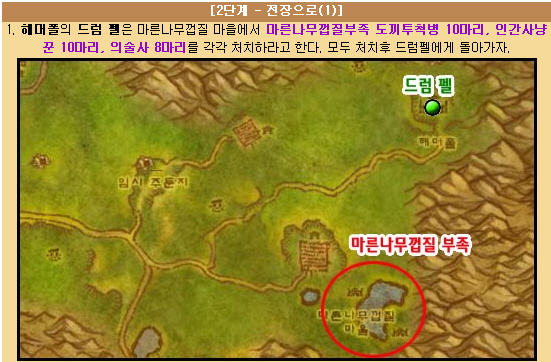 [2단계 - 전장으로(1)]
1. 해머폴의 드럼 펠은 마른나무껍질 마을에서 마른나무껍질부족 도끼투척병 10마리, 인간사냥
꾼 10마리, 의술사 8마리를 각각 처치하라고 한다. 모두 처치후 드럼펠에게 돌아가자.
드럼 펠
해머폴
임시 주둔지
마른나무껍질 부족
마른나무껍질
마을